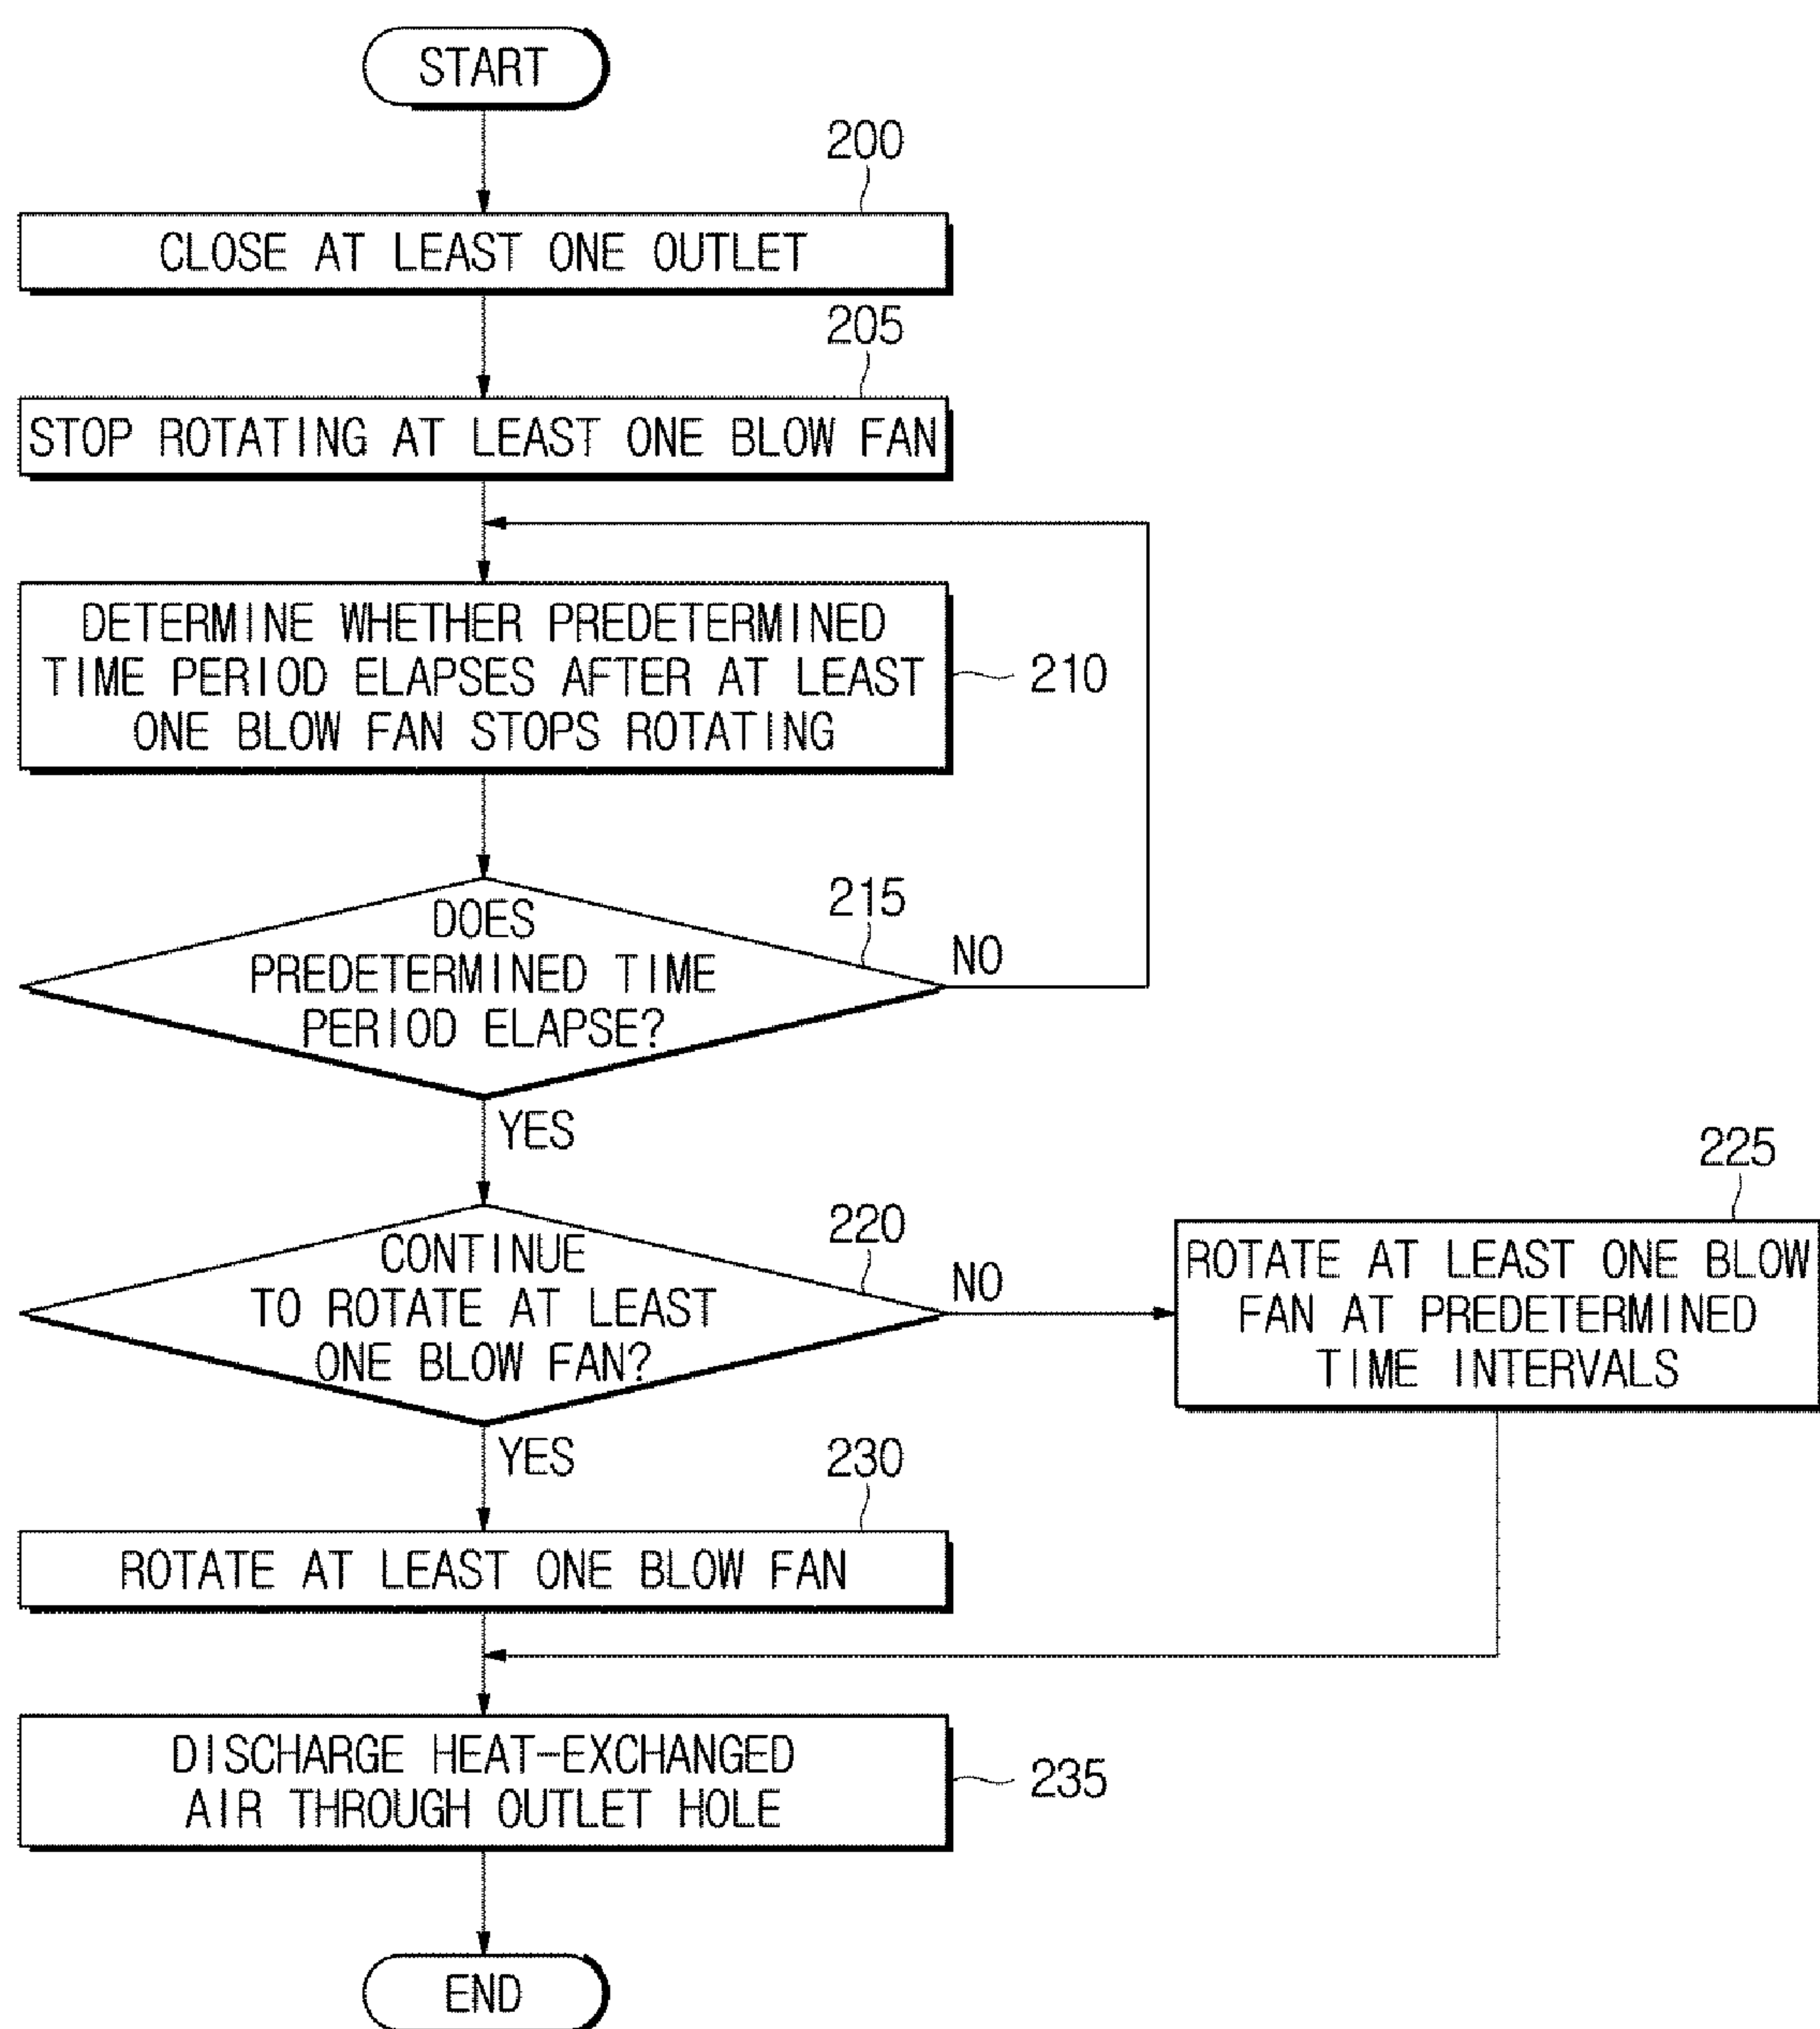 START
200
CLOSE AT LEAST ONE OUTLET
205
STOP ROTATING AT LEAST ONE BLOW FAN
DETERMINE WHETHER PREDETERMINED
TIME PERIOD ELAPSES AFTER AT LEAST
ONE BLOW FAN STOPS ROTATING
210
DOES
PREDETERMINED TIME
PERIOD ELAPSE?
215
NO
YES
CONTINUE
TO ROTATE AT LEAST
ONE BLOW FAN?
220
NO
225
ROTATE AT LEAST ONE BLOW
FAN AT PREDETERMINED
TIME INTERVALS
YES
230
ROTATE AT LEAST ONE BLOW FAN
DISCHARGE HEAT-EXCHANGED
AIR THROUGH OUTLET HOLE
235
END